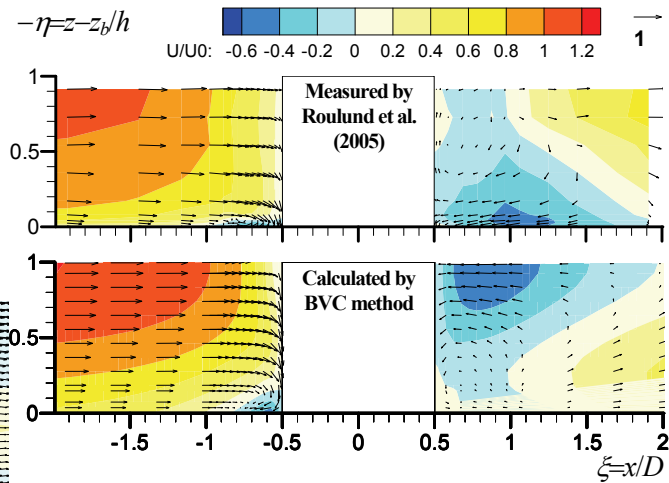 −η=z−z_b/h
U/U0: -0.6 -0.4 -0.2 0 0.2 0.4 0.6 0.8 1 1.2
1
1
0.5
0
Measured by
Roulund et al.
(2005)
1
0.5
0
Calculated by
BVC method
-1.5 -1 -0.5 0 0.5 1 1.5 2
ξ=x/D